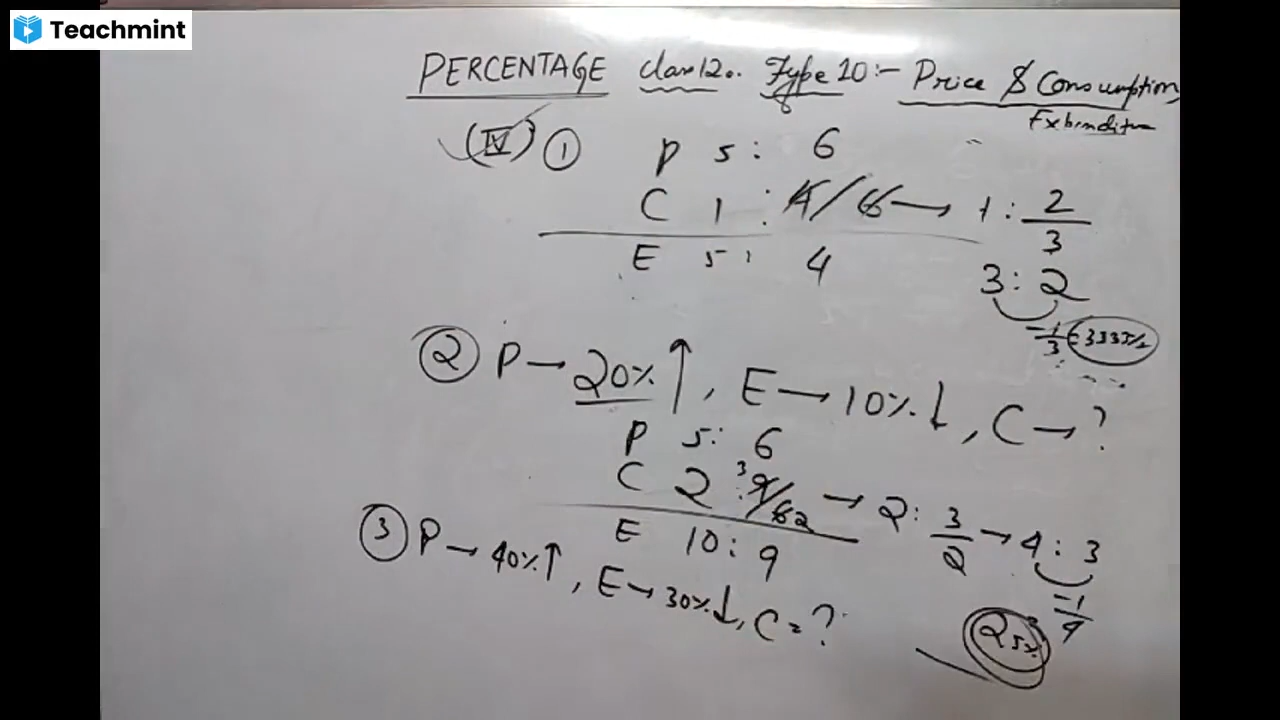 Teachmint
PERCENTAGE Class 12. Type 10:- Price & Consumption
Expenditure
(IV) ① P 5 : 6
C 1 : 4/6 → 1 : 2/3
E 5 : 4
3 : 2
-1/3 = 33.33%
② P → 20% ↑, E → 10% ↓, C → ?
P 5 : 6
C 2 : 9/6 3 2 → 2 : 3/2 → 4 : 3
E 10 : 9
-1/4
③ P → 40% ↑, E → 30% ↓, C = ?
25%